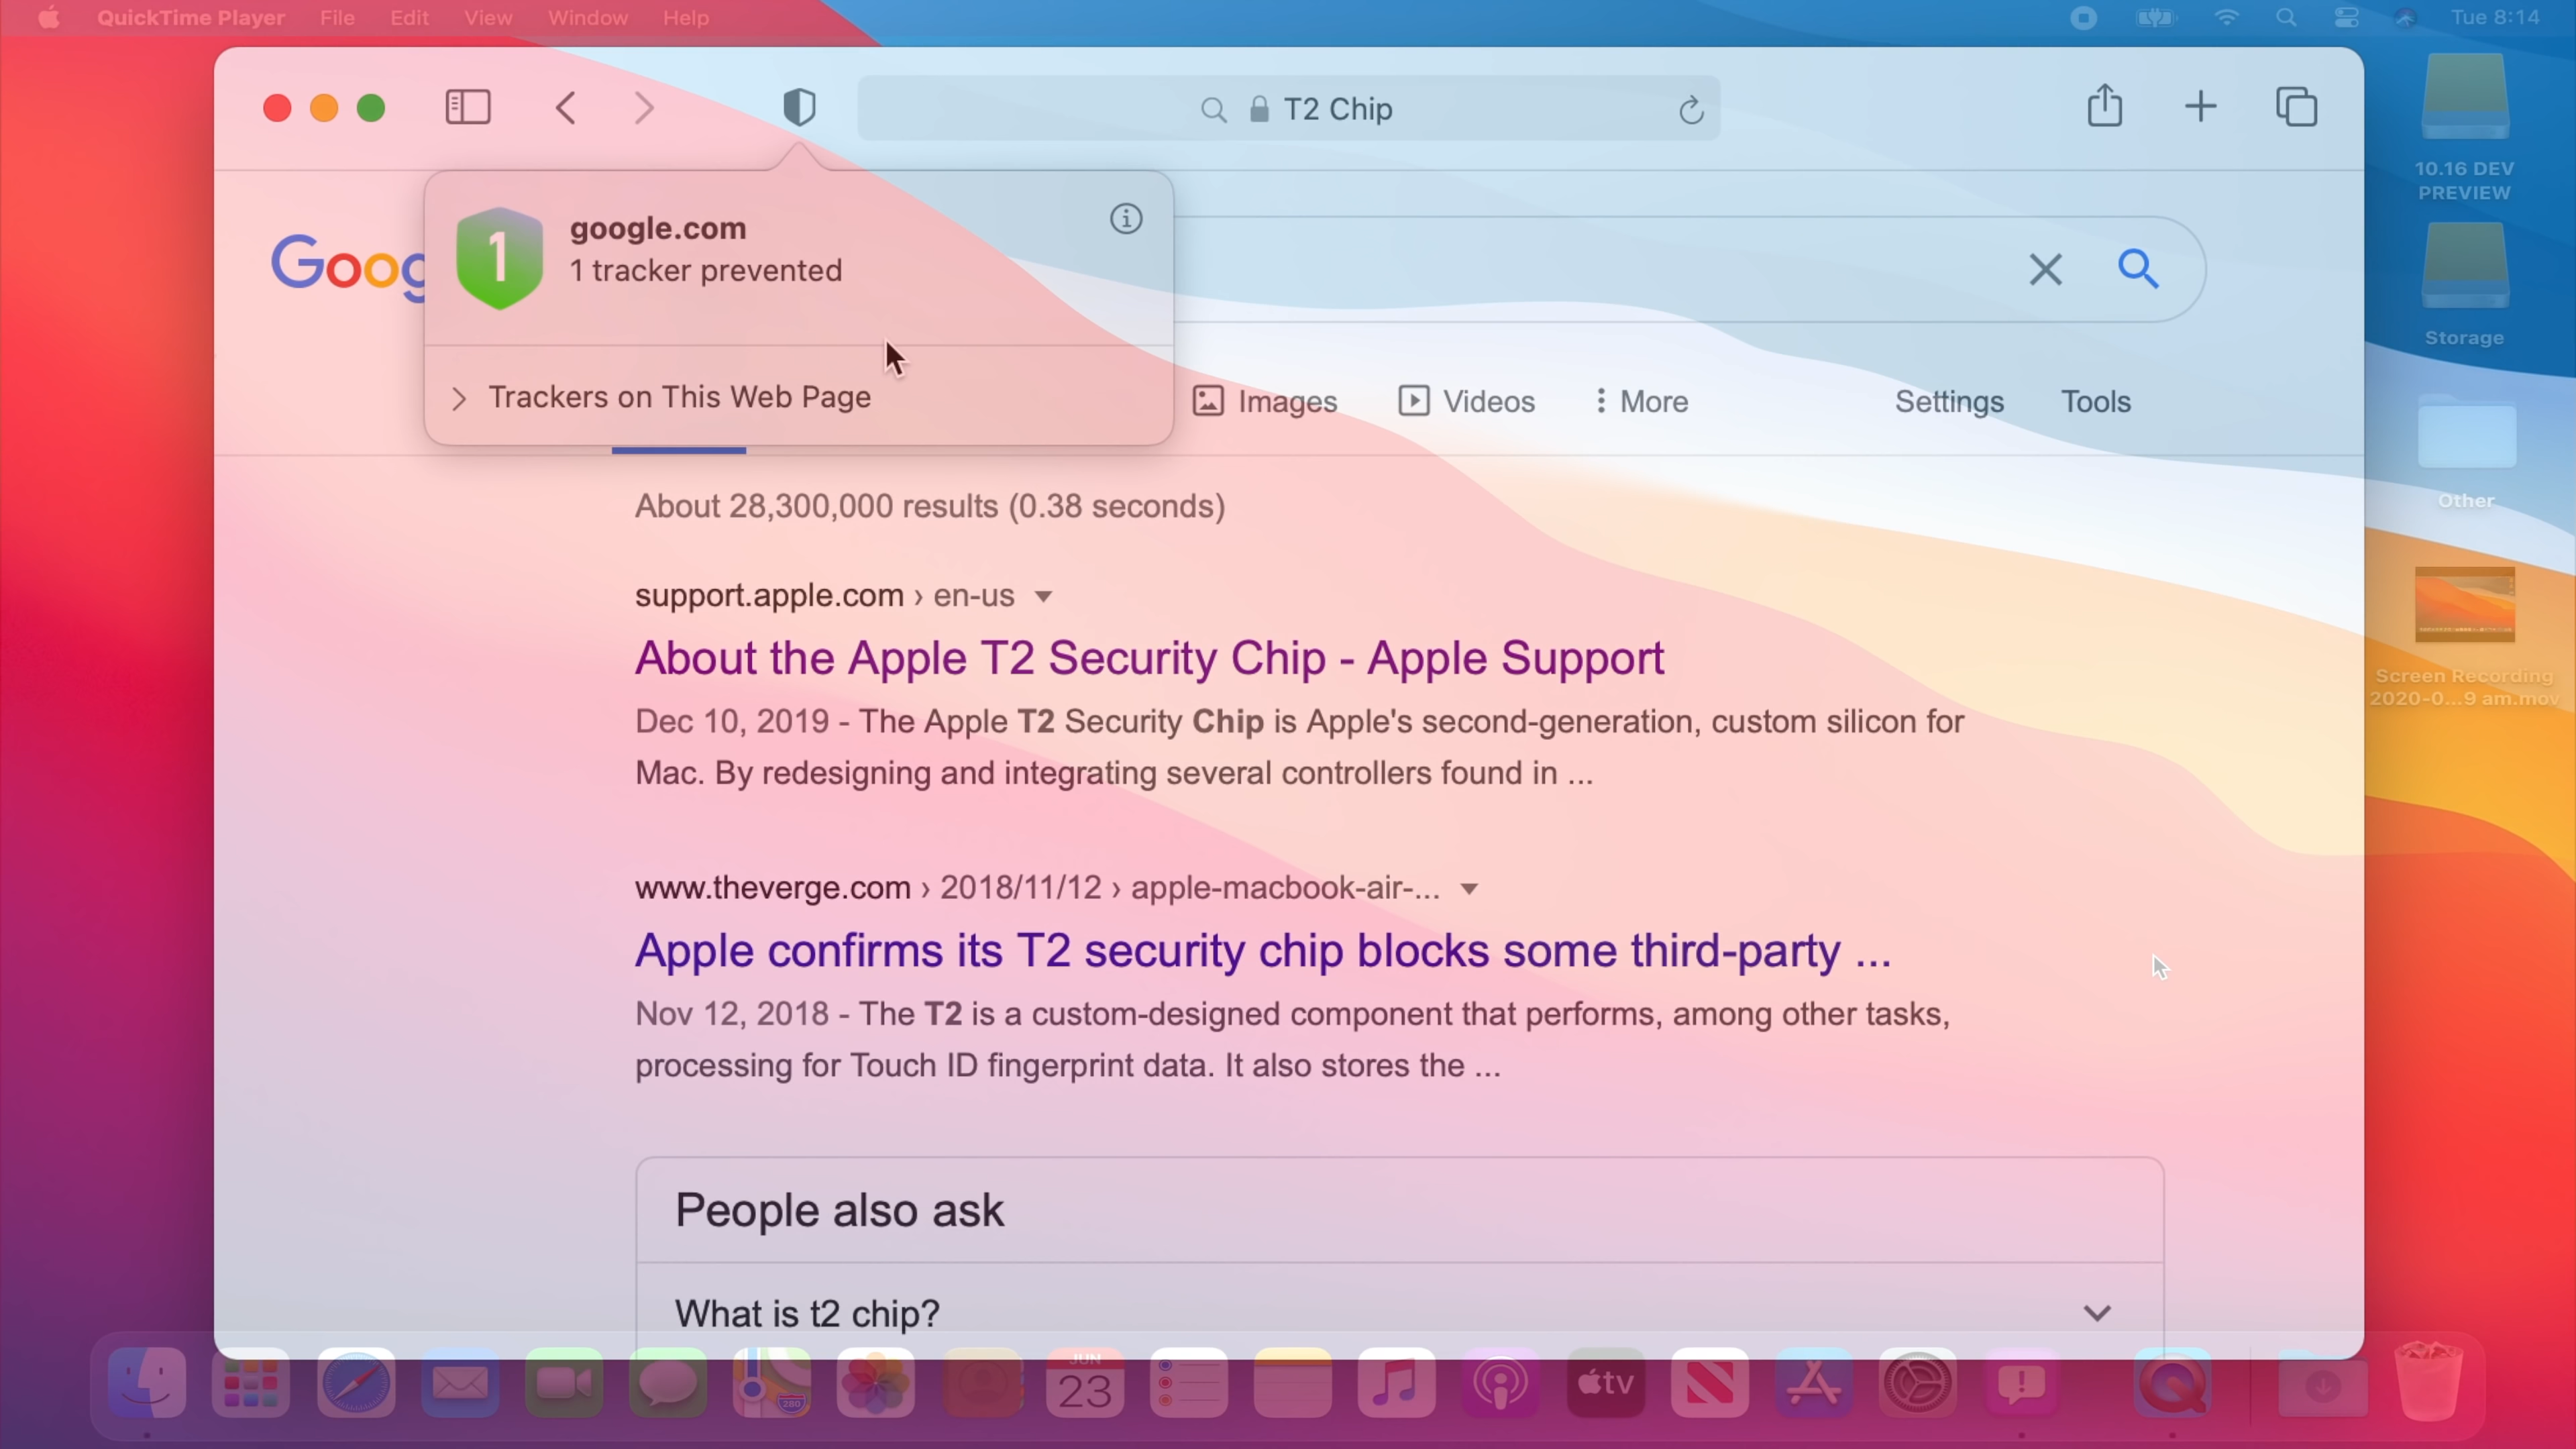 QuickTime Player File Edit View Window Help Tue 8:14
T2 Chip
10.16 DEV
PREVIEW
Storage
Other
Screen Recording
2020-0...9 am.mov
Goog
1
google.com
1 tracker prevented
Trackers on This Web Page
Images Videos More Settings Tools
About 28,300,000 results (0.38 seconds)
support.apple.com › en-us
About the Apple T2 Security Chip - Apple Support
Dec 10, 2019 - The Apple T2 Security Chip is Apple's second-generation, custom silicon for
Mac. By redesigning and integrating several controllers found in ...
www.theverge.com › 2018/11/12 › apple-macbook-air-...
Apple confirms its T2 security chip blocks some third-party ...
Nov 12, 2018 - The T2 is a custom-designed component that performs, among other tasks,
processing for Touch ID fingerprint data. It also stores the ...
People also ask
What is t2 chip?
280
JUN
23
tv